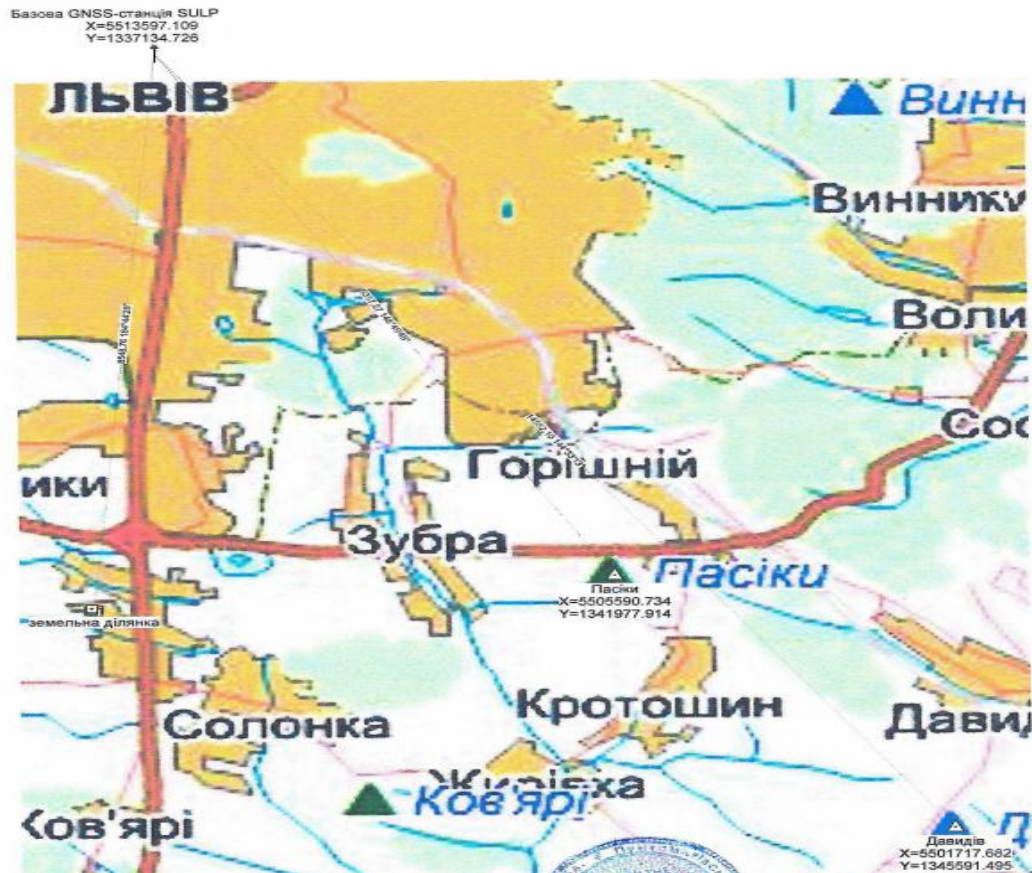 Базова GNSS-станція SULP
X=5513597.109
Y=1337134.726
ЛЬВІВ
Винн
Винники
Воли
Сос
Горішній
ики
Зубра
Пасіки
Пасіки
X=5505590.734
Y=1341977.914
земельна ділянка
Солонка
Кротошин
Давид
Жирівха
Ков'ярі
Ков'ярі
Давидів
X=5501717.682
Y=1345591.495